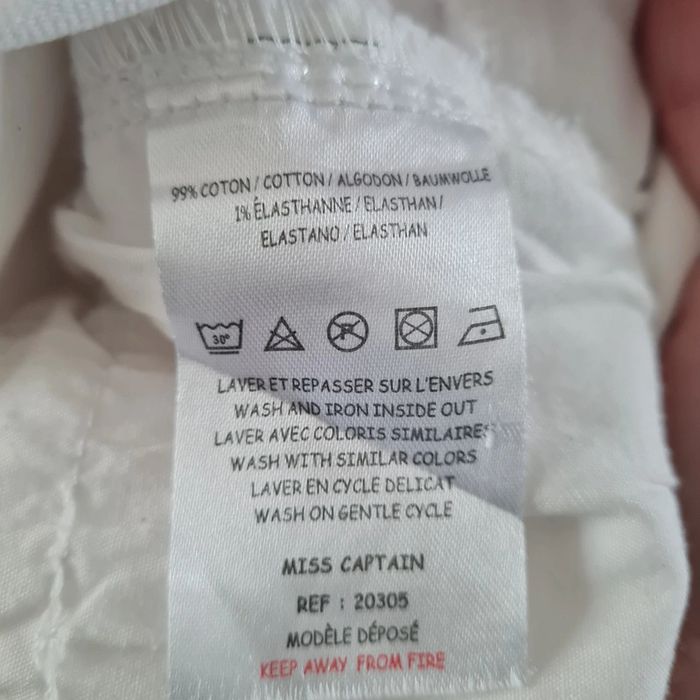 99% COTON / COTTON / ALGODON / BAUMWOLLE
1% ÉLASTHANNE / ELASTHAN /
ELASTANO / ELASTHAN
30°
P
LAVER ET REPASSER SUR L'ENVERS
WASH AND IRON INSIDE OUT
LAVER AVEC COLORIS SIMILAIRES
WASH WITH SIMILAR COLORS
LAVER EN CYCLE DELICAT
WASH ON GENTLE CYCLE
MISS CAPTAIN
REF : 20305
MODÈLE DÉPOSÉ
KEEP AWAY FROM FIRE